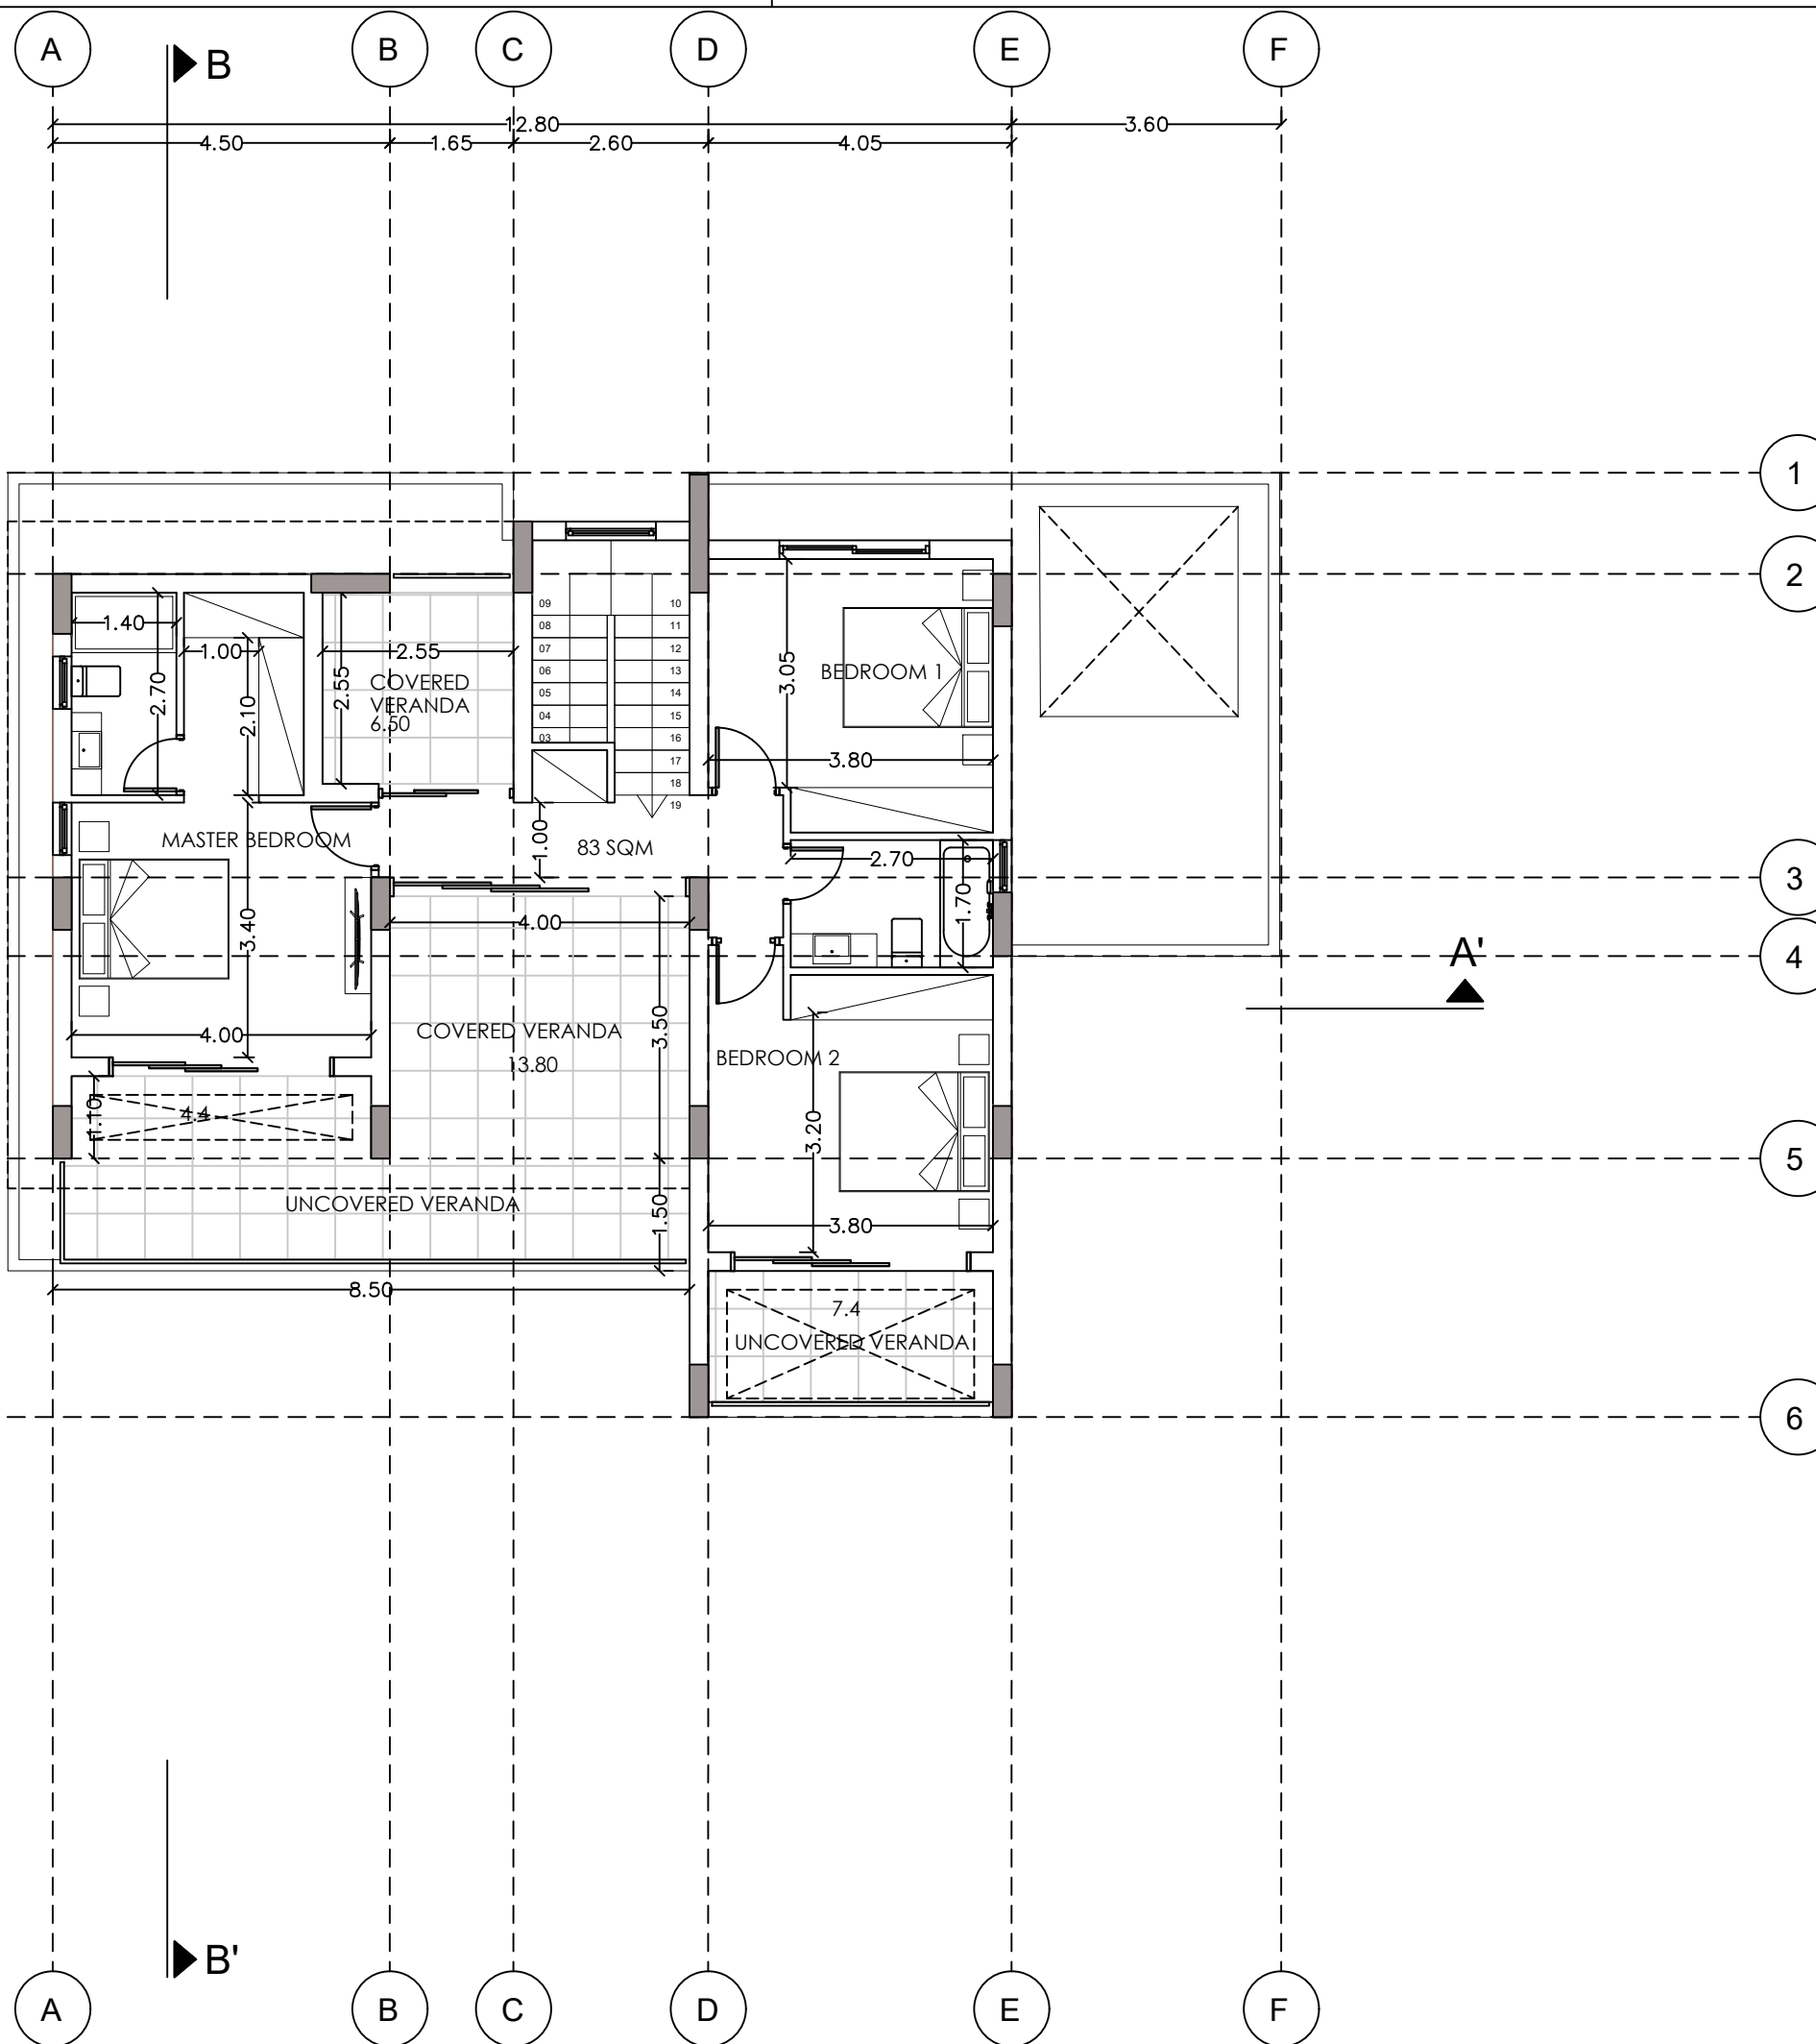 A B C D E F
B
12.80 3.60
4.50 1.65 2.60 4.05
1
2
09 10
08 11
07 12
06 13
05 14
04 15
03 16
17
18
19
1.40
1.00
2.55
2.70
2.10
2.55
COVERED
VERANDA
6.50
3.05
BEDROOM 1
3.80
MASTER BEDROOM
1.00
83 SQM
2.70
1.70
3
3.40
4.00
4
A'
4.00
COVERED VERANDA
13.80
3.50
BEDROOM 2
1.10
4.4
3.20
5
UNCOVERED VERANDA
1.50
3.80
8.50
7.4
UNCOVERED VERANDA
6
B'
A B C D E F